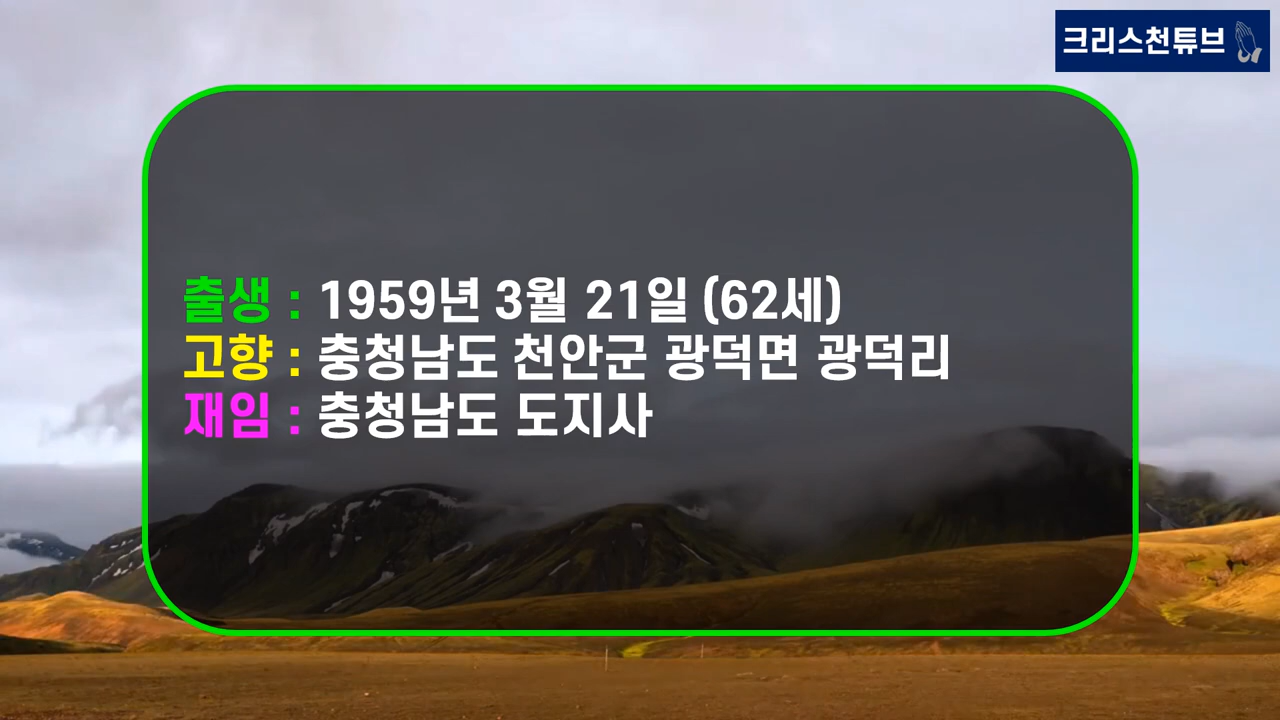 크리스천튜브
출생 : 1959년 3월 21일 (62세)
고향 : 충청남도 천안군 광덕면 광덕리
재임 : 충청남도 도지사